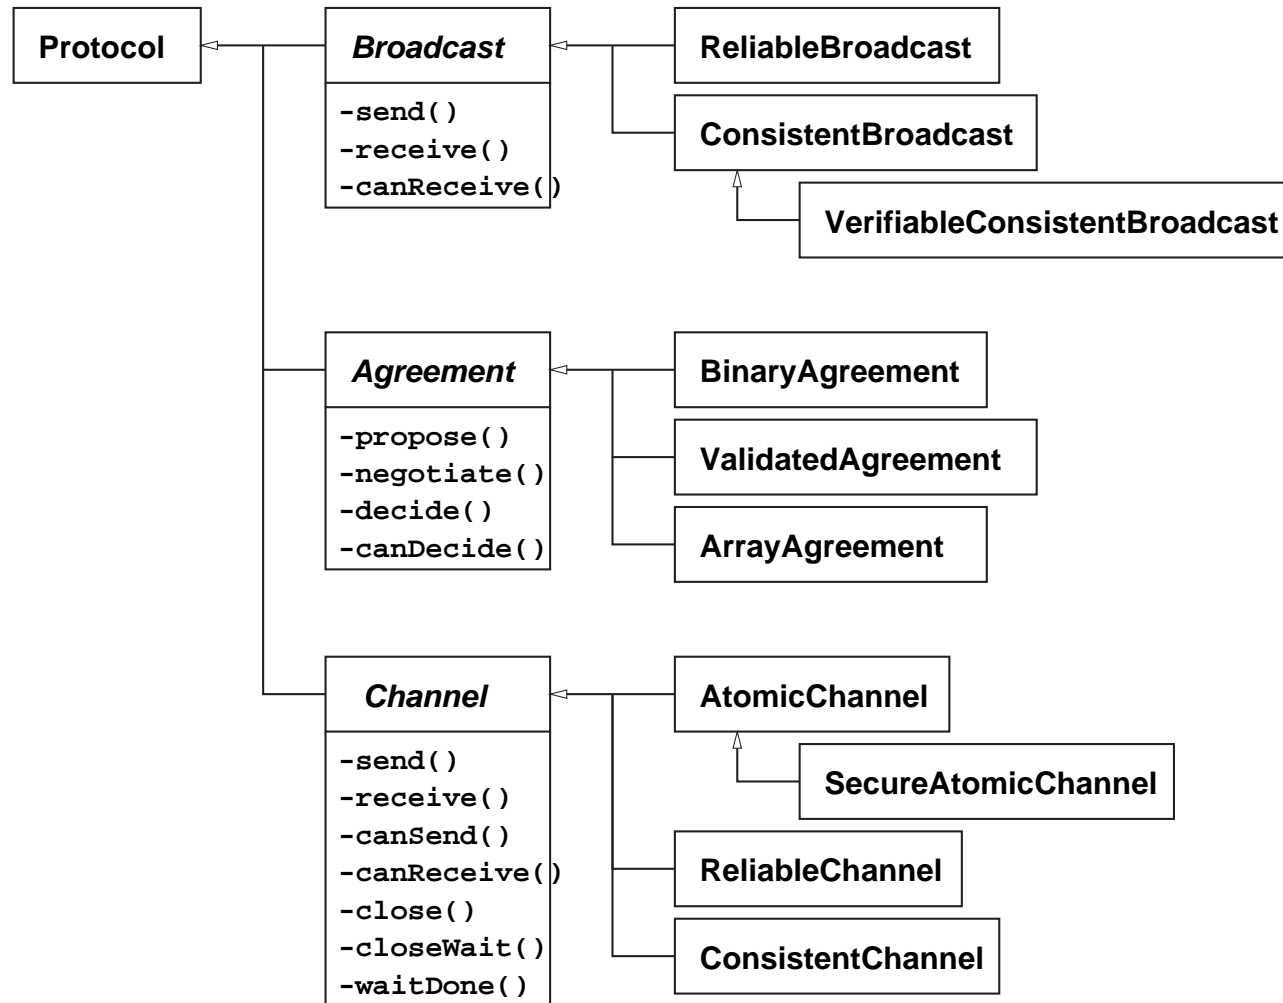 Protocol
Broadcast
-send()
-receive()
-canReceive()
ReliableBroadcast
ConsistentBroadcast
VerifiableConsistentBroadcast
Agreement
-propose()
-negotiate()
-decide()
-canDecide()
BinaryAgreement
ValidatedAgreement
ArrayAgreement
Channel
-send()
-receive()
-canSend()
-canReceive()
-close()
-closeWait()
-waitDone()
AtomicChannel
SecureAtomicChannel
ReliableChannel
ConsistentChannel